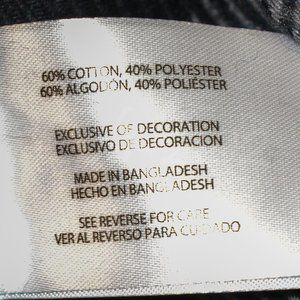 60% COTTON, 40% POLYESTER
60% ALGODÓN, 40% POLIÉSTER
EXCLUSIVE OF DECORATION
EXCLUSIVO DE DECORACION
MADE IN BANGLADESH
HECHO EN BANGLADESH
SEE REVERSE FOR CARE
VER AL REVERSO PARA CUIDADO